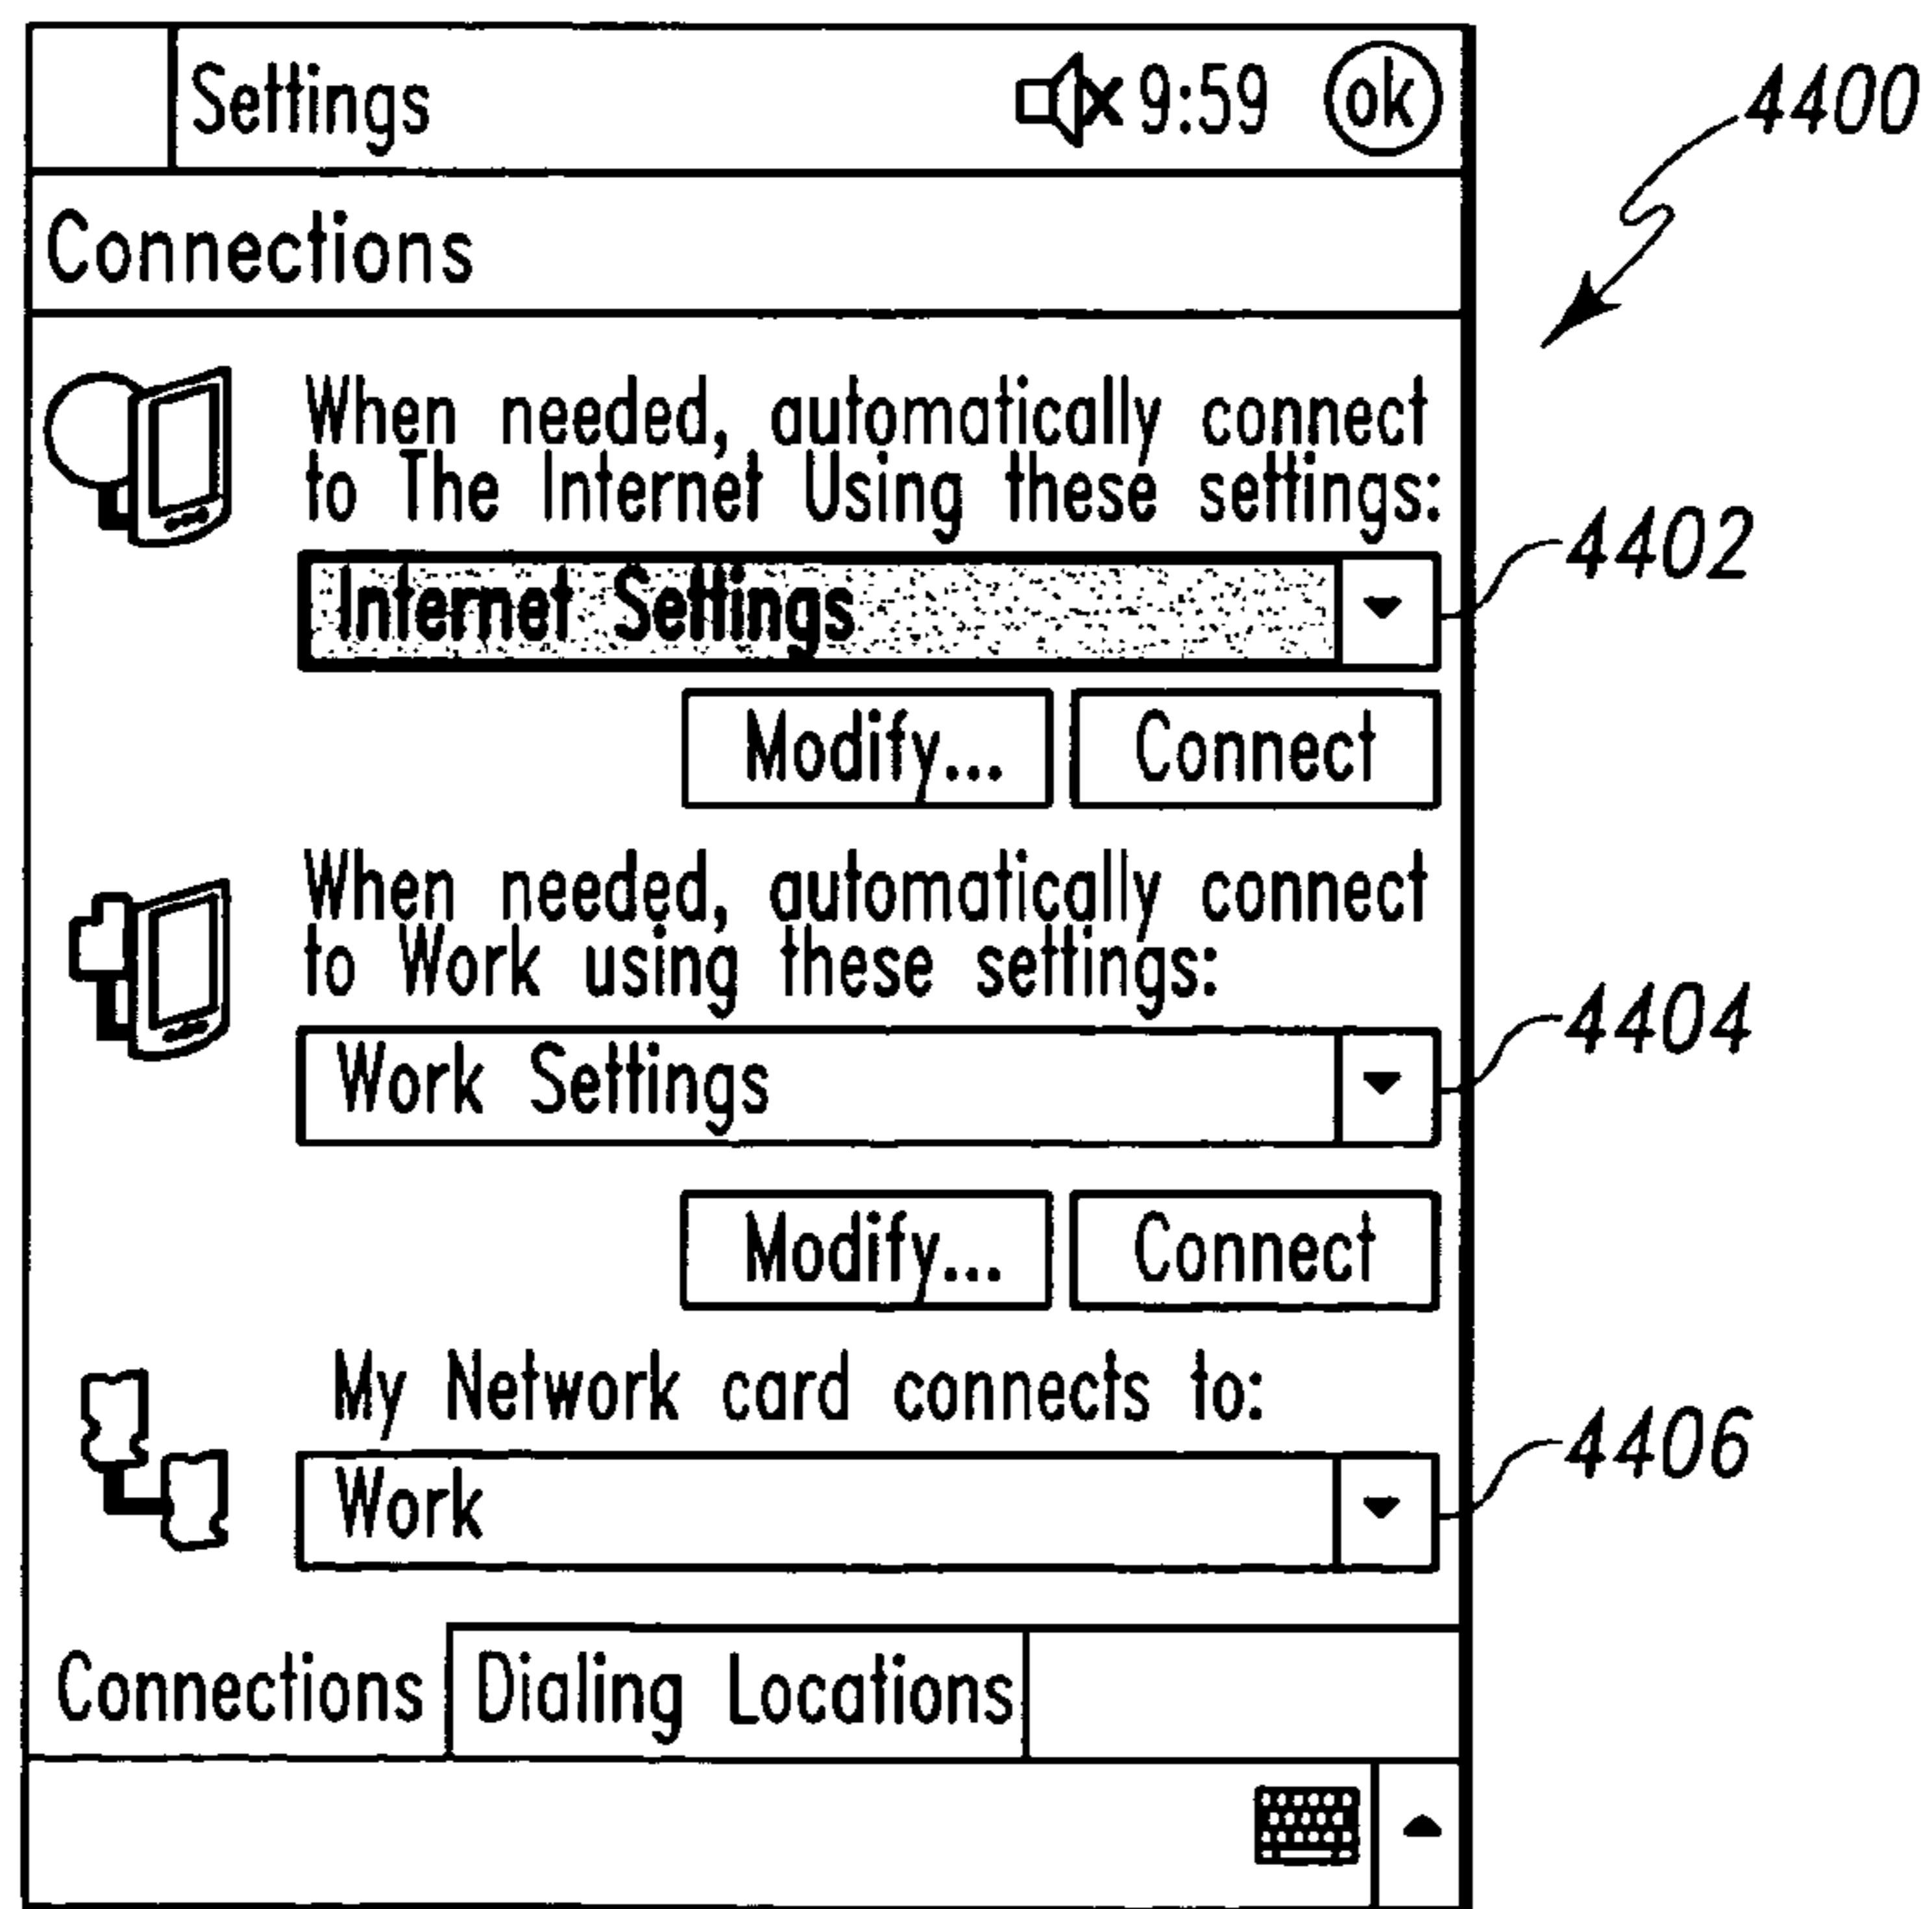 Settings 9:59 ok
4400
Connections
When needed, automatically connect
to The Internet Using these settings:
4402
Internet Settings
Modify... Connect
When needed, automatically connect
to Work using these settings:
4404
Work Settings
Modify... Connect
My Network card connects to:
4406
Work
Connections Dialing Locations